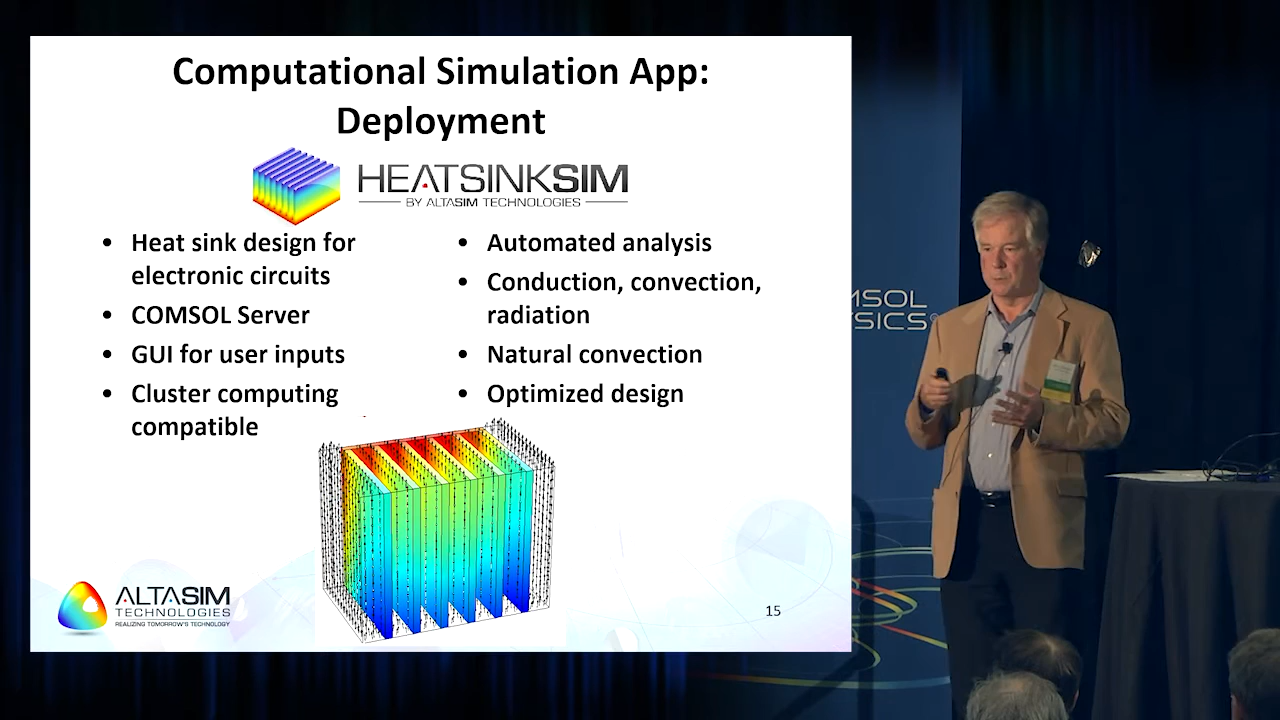 Computational Simulation App:
Deployment
HEATSINKSIM
BY ALTASIM TECHNOLOGIES
• Heat sink design for
electronic circuits
• COMSOL Server
• GUI for user inputs
• Cluster computing
compatible
• Automated analysis
• Conduction, convection,
radiation
• Natural convection
• Optimized design
ALTASIM
TECHNOLOGIES
REALIZING TOMORROW'S TECHNOLOGY
15
MSOL
YSICS®